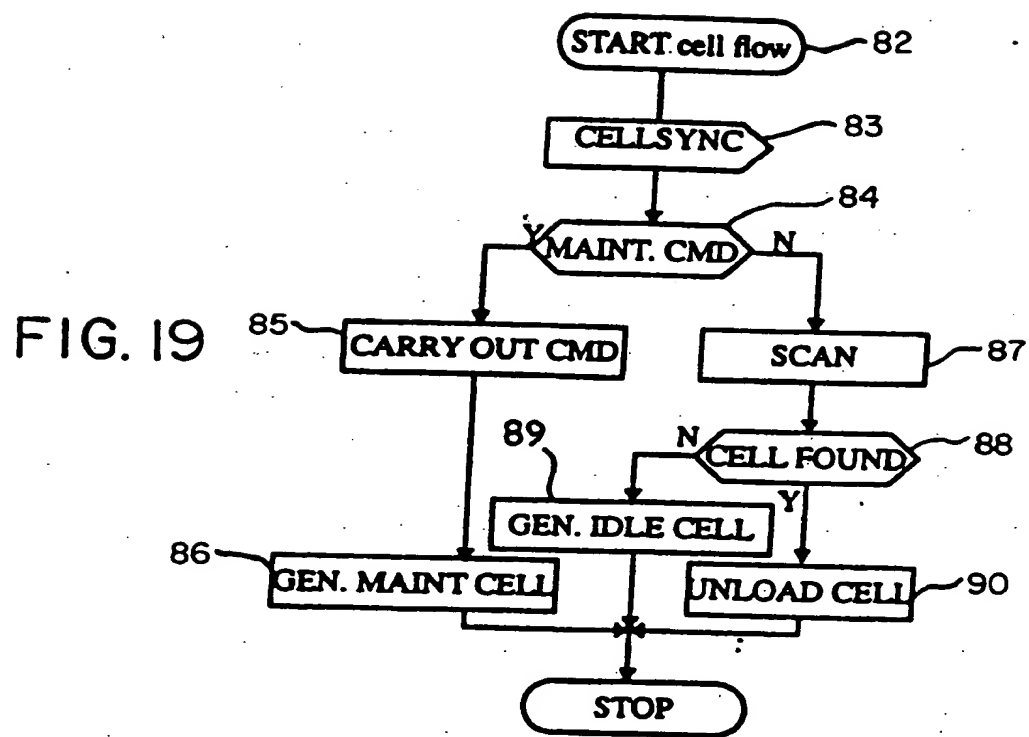 START cell flow
82
CELLSYNC
83
84
Y
MAINT. CMD
N
FIG. 19
85
CARRY OUT CMD
SCAN
87
89
N
CELL FOUND
88
GEN. IDLE CELL
Y
86
GEN. MAINT CELL
UNLOAD CELL
90
STOP